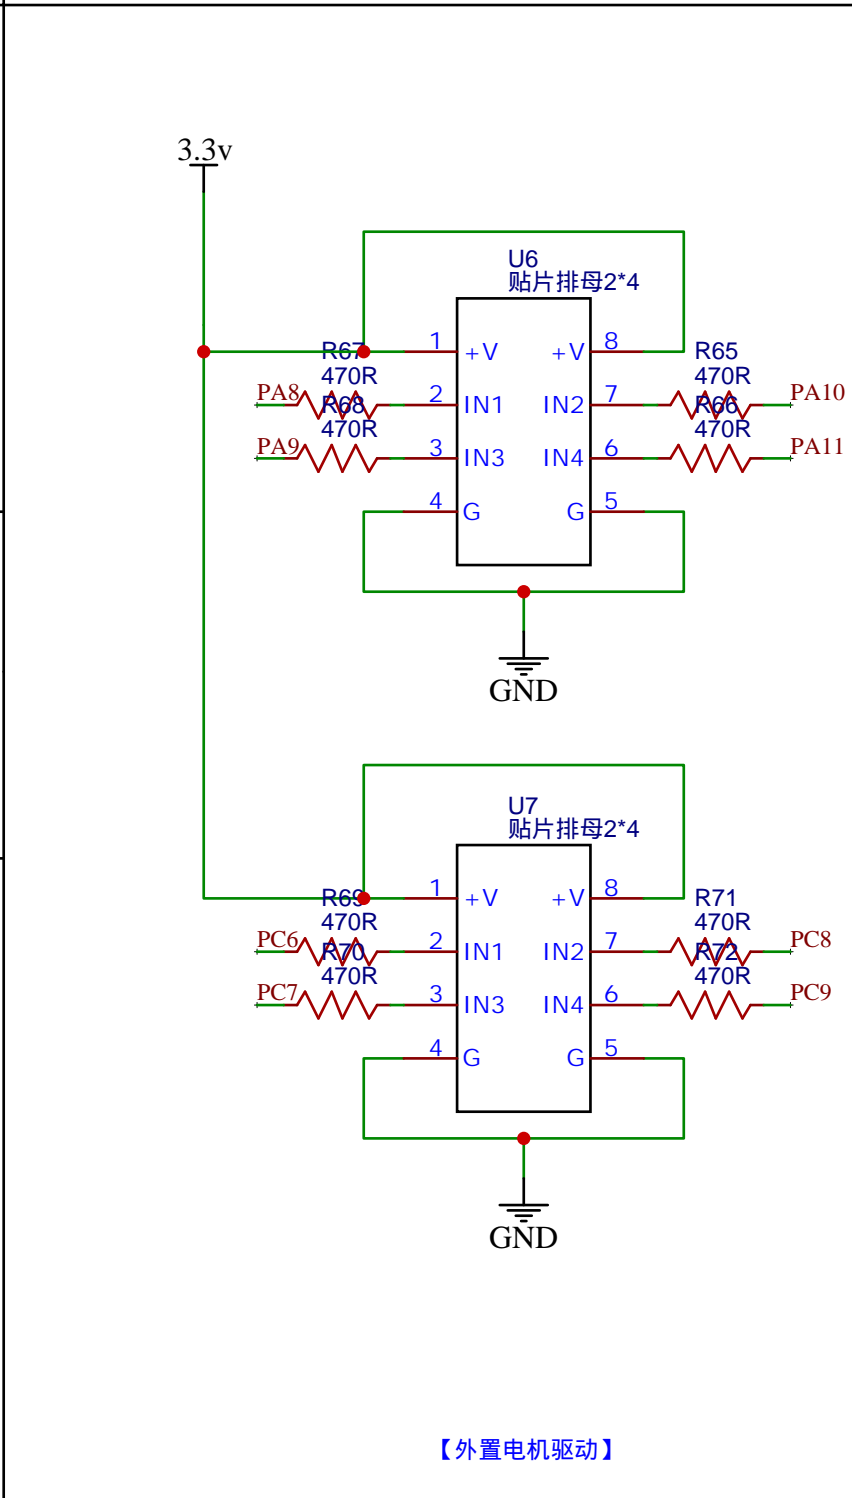 3.3v
U6
贴片排母2*4
1 +V +V 8
R67 R65
470R 470R
PA8 2 IN1 IN2 7 PA10
R68 R66
470R 470R
PA9 3 IN3 IN4 6 PA11
4 G G 5
GND
U7
贴片排母2*4
1 +V +V 8
R69 R71
470R 470R
PC6 2 IN1 IN2 7 PC8
R70 R72
470R 470R
PC7 3 IN3 IN4 6 PC9
4 G G 5
GND
【外置电机驱动】